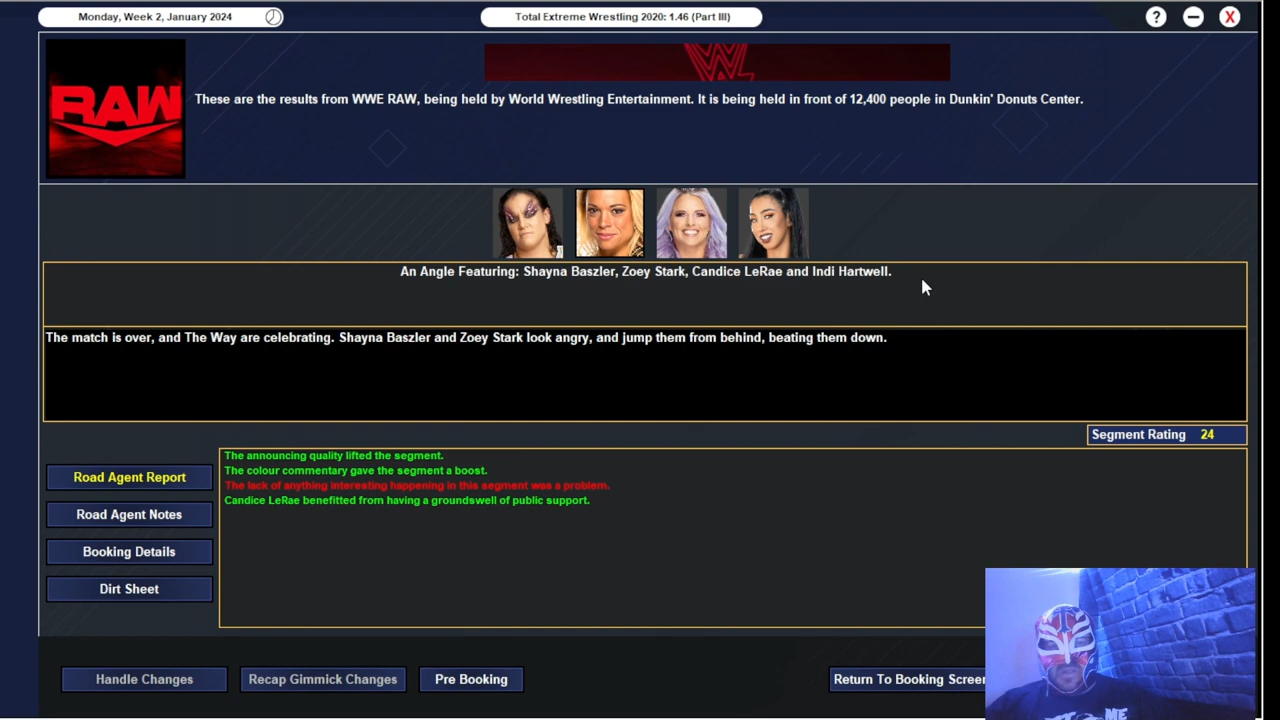 Monday, Week 2, January 2024
Total Extreme Wrestling 2020: 1.46 (Part III)
?
X
RAW
These are the results from WWE RAW, being held by World Wrestling Entertainment. It is being held in front of 12,400 people in Dunkin' Donuts Center.
An Angle Featuring: Shayna Baszler, Zoey Stark, Candice LeRae and Indi Hartwell.
The match is over, and The Way are celebrating. Shayna Baszler and Zoey Stark look angry, and jump them from behind, beating them down.
Segment Rating 24
Road Agent Report
Road Agent Notes
Booking Details
Dirt Sheet
The announcing quality lifted the segment.
The colour commentary gave the segment a boost.
The lack of anything interesting happening in this segment was a problem.
Candice LeRae benefitted from having a groundswell of public support.
Handle Changes
Recap Gimmick Changes
Pre Booking
Return To Booking Screen
ME